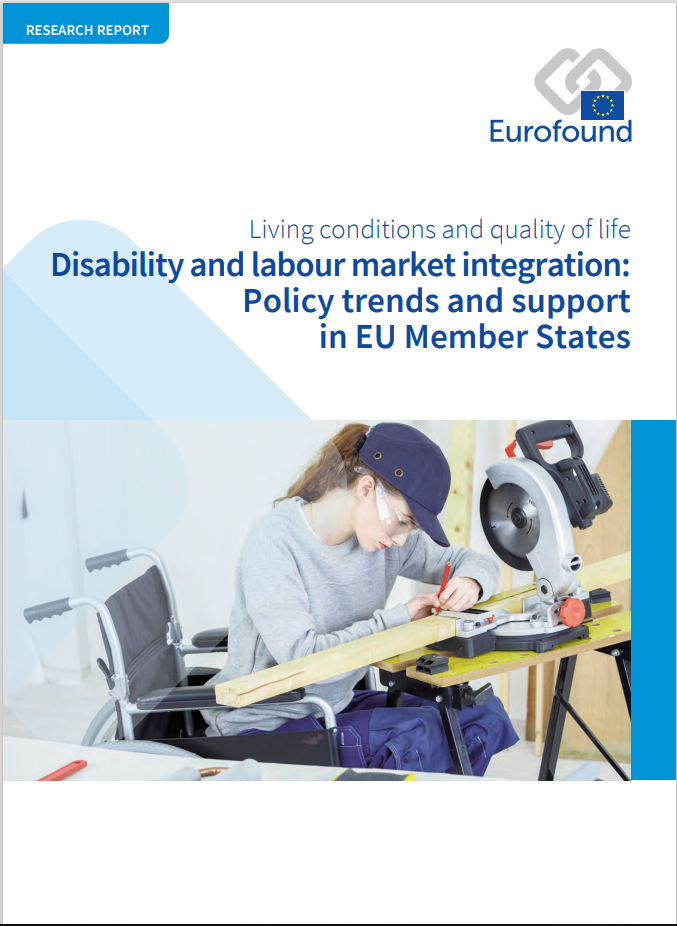 RESEARCH REPORT
Eurofound
Living conditions and quality of life
Disability and labour market integration:
Policy trends and support
in EU Member States